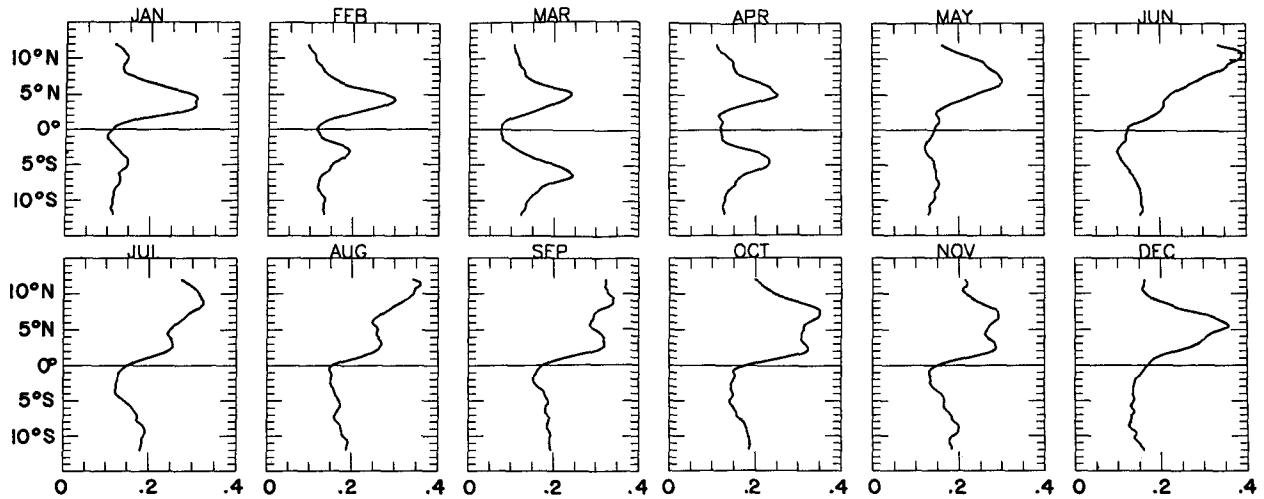 JAN FEB MAR APR MAY JUN
10°N
5°N
0°
5°S
10°S
JUL AUG SEP OCT NOV DEC
10°N
5°N
0°
5°S
10°S
0 .2 .4 0 .2 .4 0 .2 .4 0 .2 .4 0 .2 .4 0 .2 .4